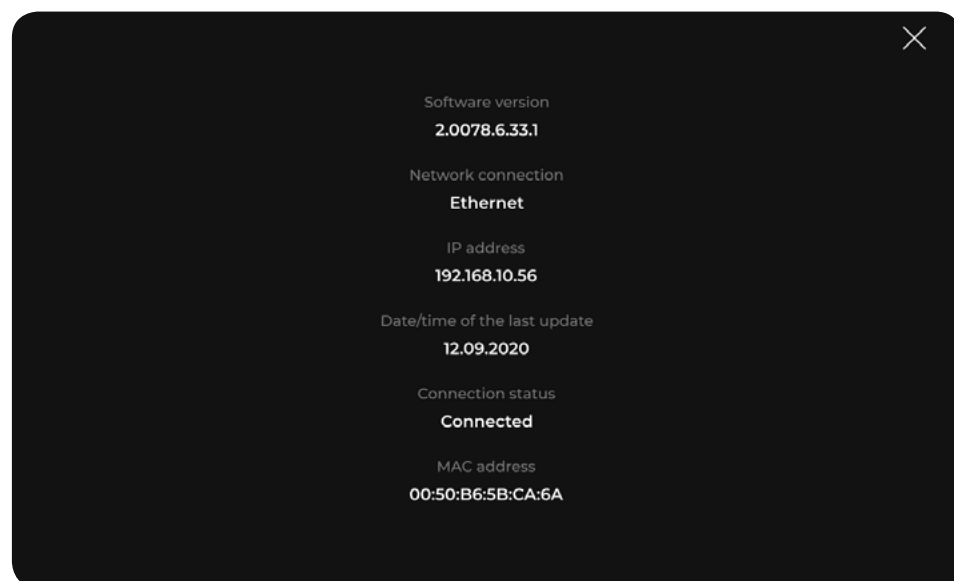 Software version
2.0078.6.33.1
Network connection
Ethernet
IP address
192.168.10.56
Date/time of the last update
12.09.2020
Connection status
Connected
MAC address
00:50:B6:5B:CA:6A